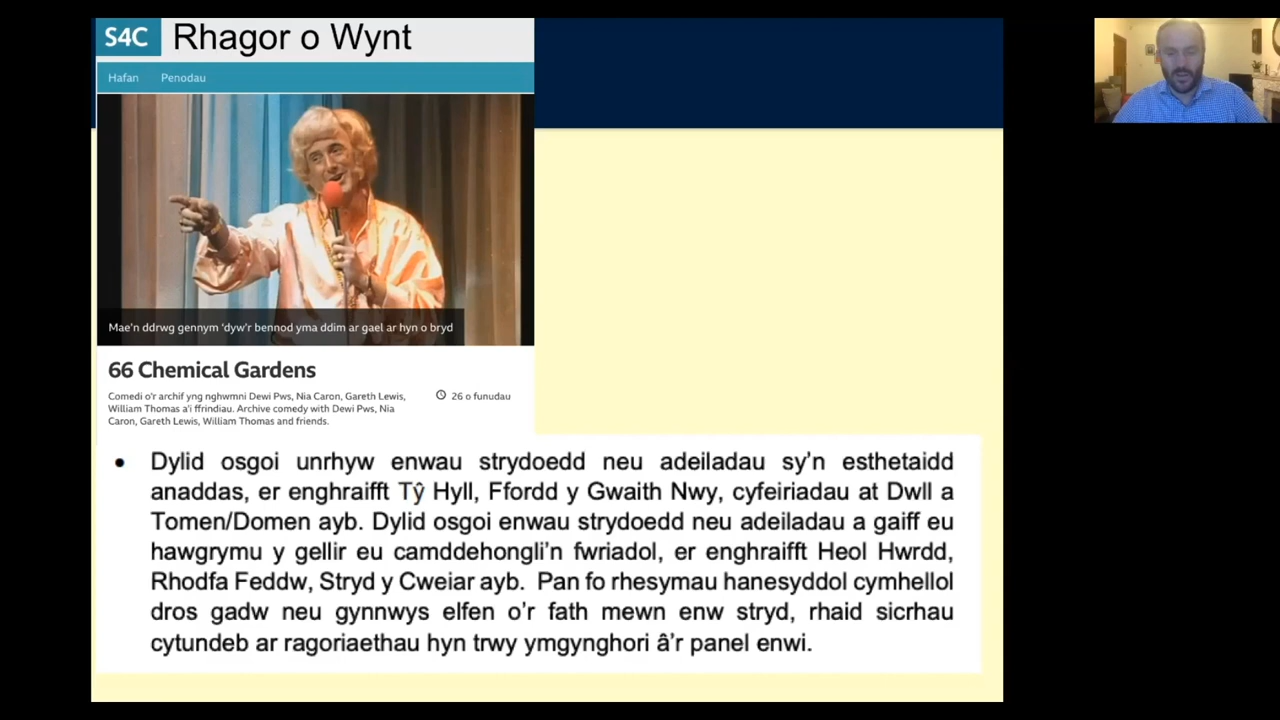 S4C Rhagor o Wynt
Hafan Penodau
Mae'n ddrwg gennym 'dyw'r bennod yma ddim ar gael ar hyn o bryd
66 Chemical Gardens
Comedi o'r archif yng nghwmni Dewi Pws, Nia Caron, Gareth Lewis,
William Thomas a'i ffrindiau. Archive comedy with Dewi Pws, Nia
Caron, Gareth Lewis, William Thomas and friends.
26 o funudau
• Dylid osgoi unrhyw enwau strydoedd neu adeiladau sy'n esthetaidd
anaddas, er enghraifft Tŷ Hyll, Ffordd y Gwaith Nwy, cyfeiriadau at Dwll a
Tomen/Domen ayb. Dylid osgoi enwau strydoedd neu adeiladau a gaiff eu
hawgrymu y gellir eu camddehongli'n fwriadol, er enghraifft Heol Hwrdd,
Rhodfa Feddw, Stryd y Cweiar ayb. Pan fo rhesymau hanesyddol cymhellol
dros gadw neu gynnwys elfen o'r fath mewn enw stryd, rhaid sicrhau
cytundeb ar ragoriaethau hyn trwy ymgynghori â'r panel enwi.